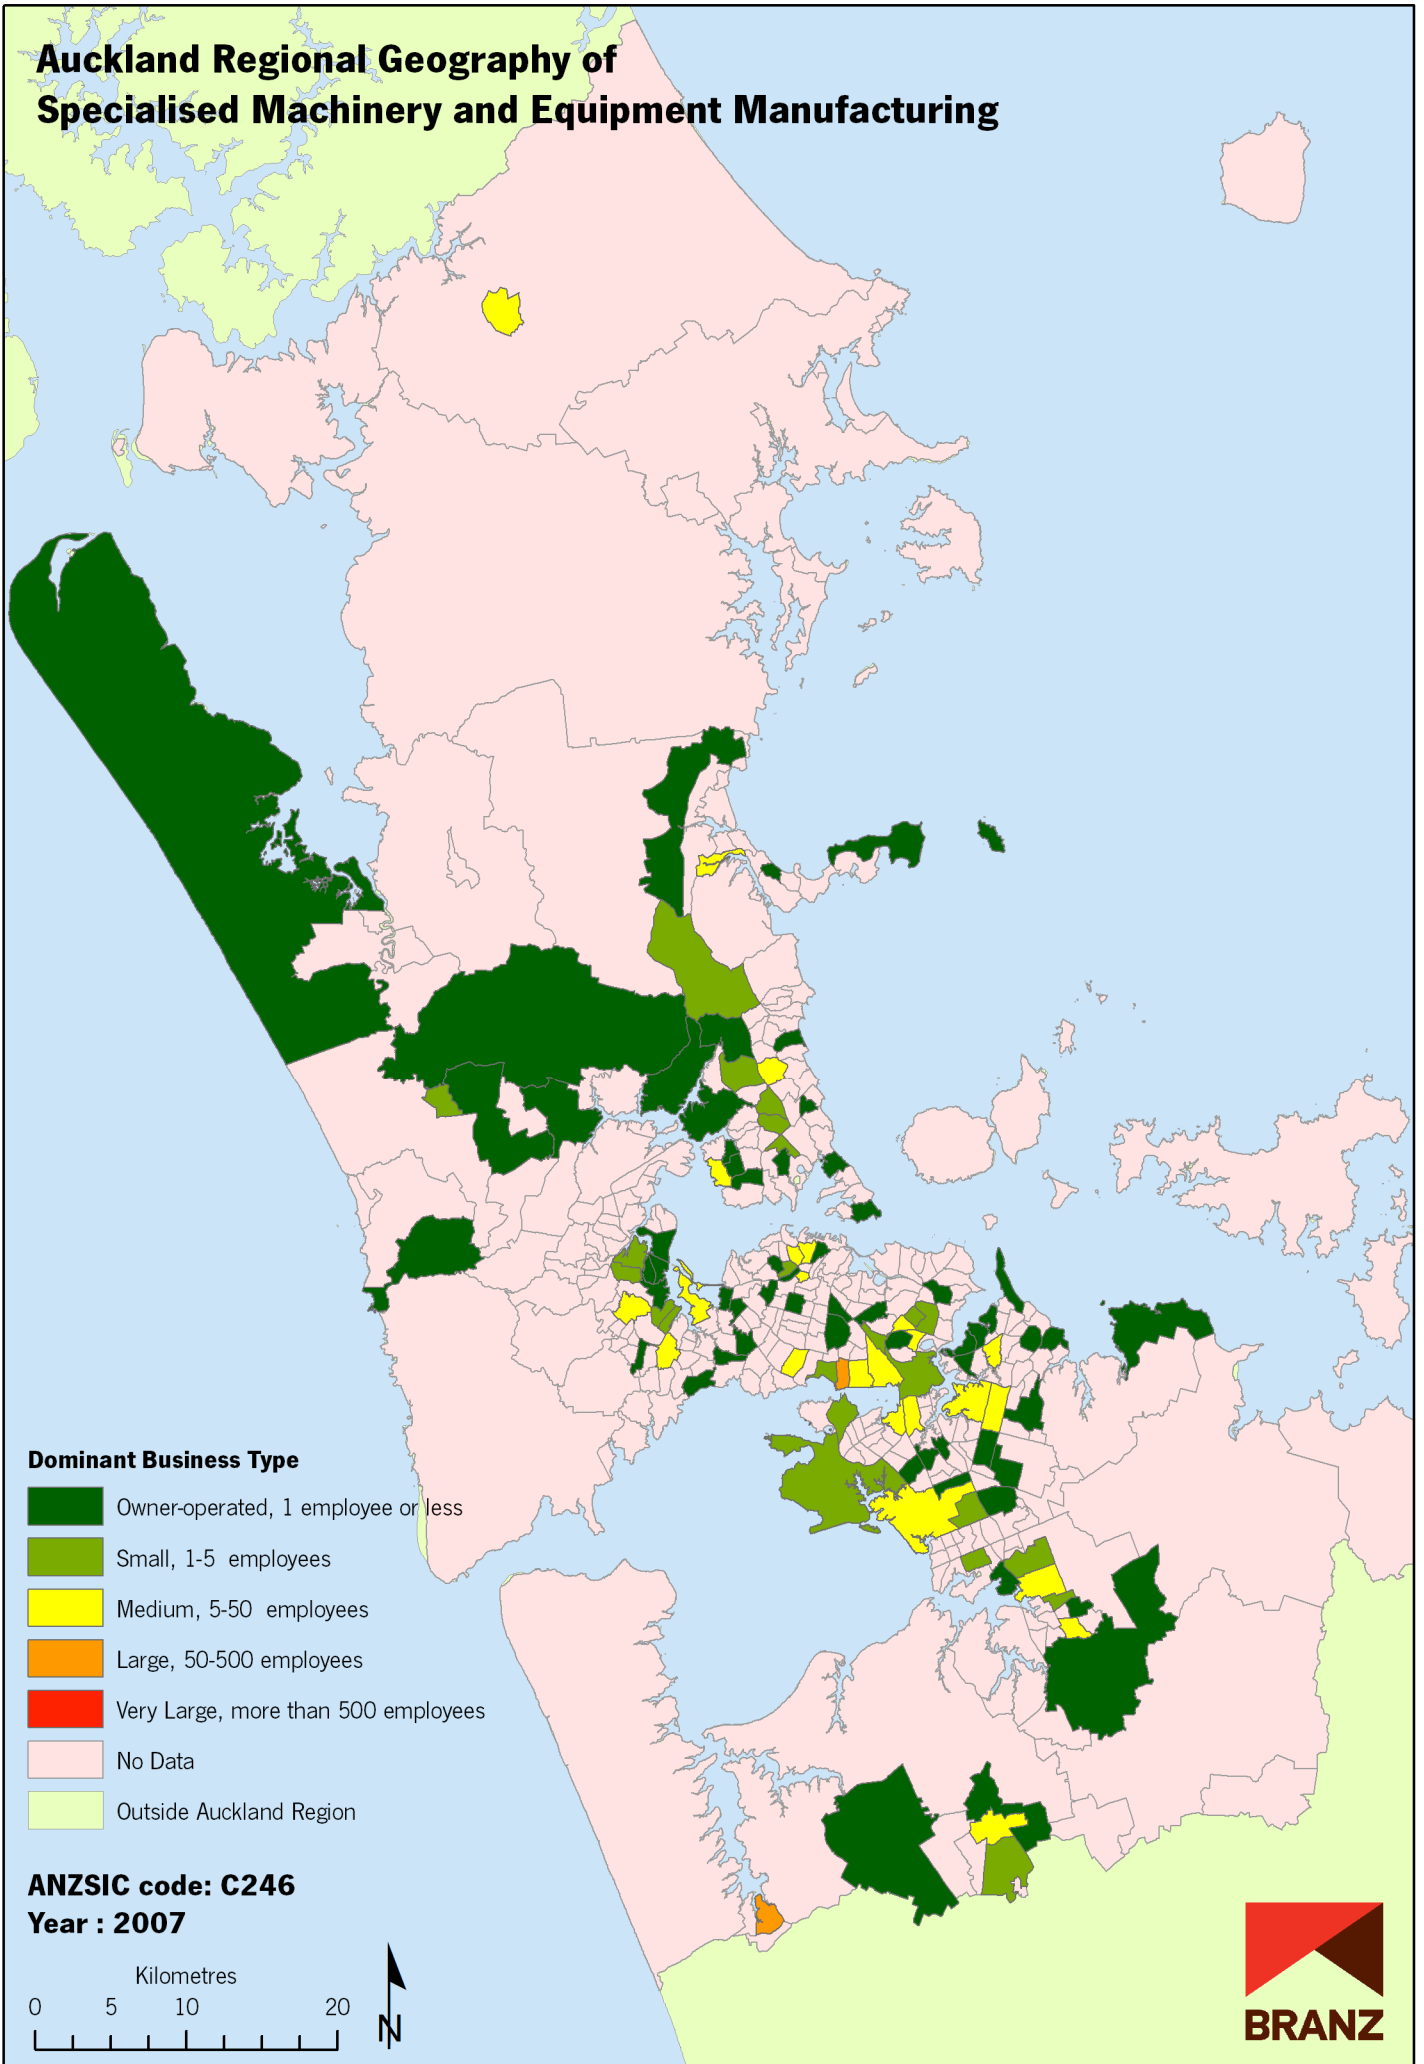 Auckland Regional Geography of
Specialised Machinery and Equipment Manufacturing
Dominant Business Type
Owner-operated, 1 employee or less
Small, 1-5 employees
Medium, 5-50 employees
Large, 50-500 employees
Very Large, more than 500 employees
No Data
Outside Auckland Region
ANZSIC code: C246
Year : 2007
Kilometres
0 5 10 20
N
BRANZ